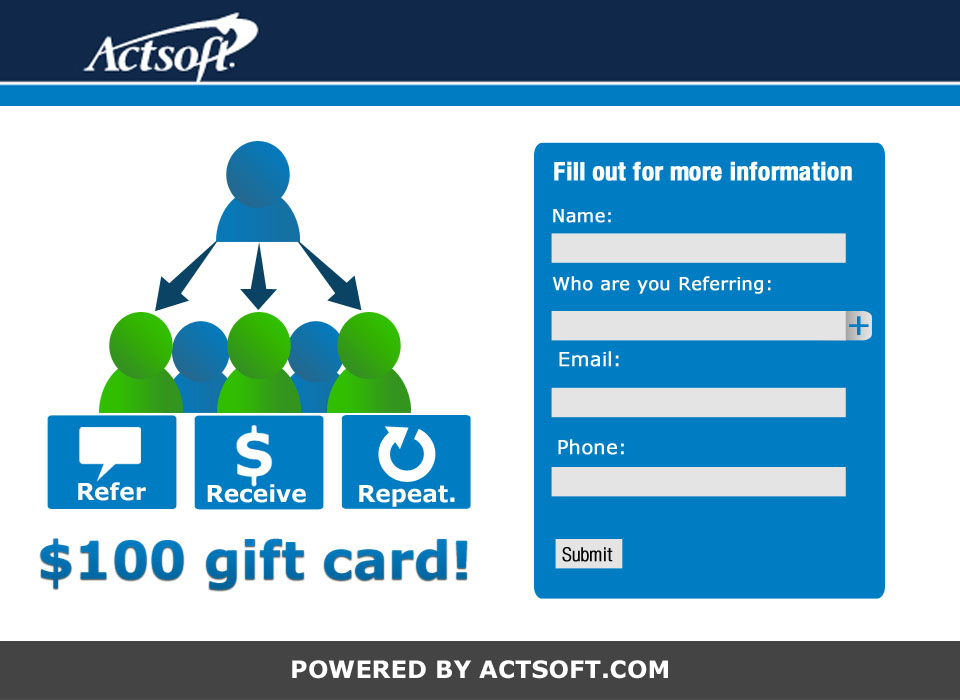 Actsoft.
Refer
Receive
Repeat.
$100 gift card!
Fill out for more information
Name:
Who are you Referring:
+
Email:
Phone:
Submit
POWERED BY ACTSOFT.COM